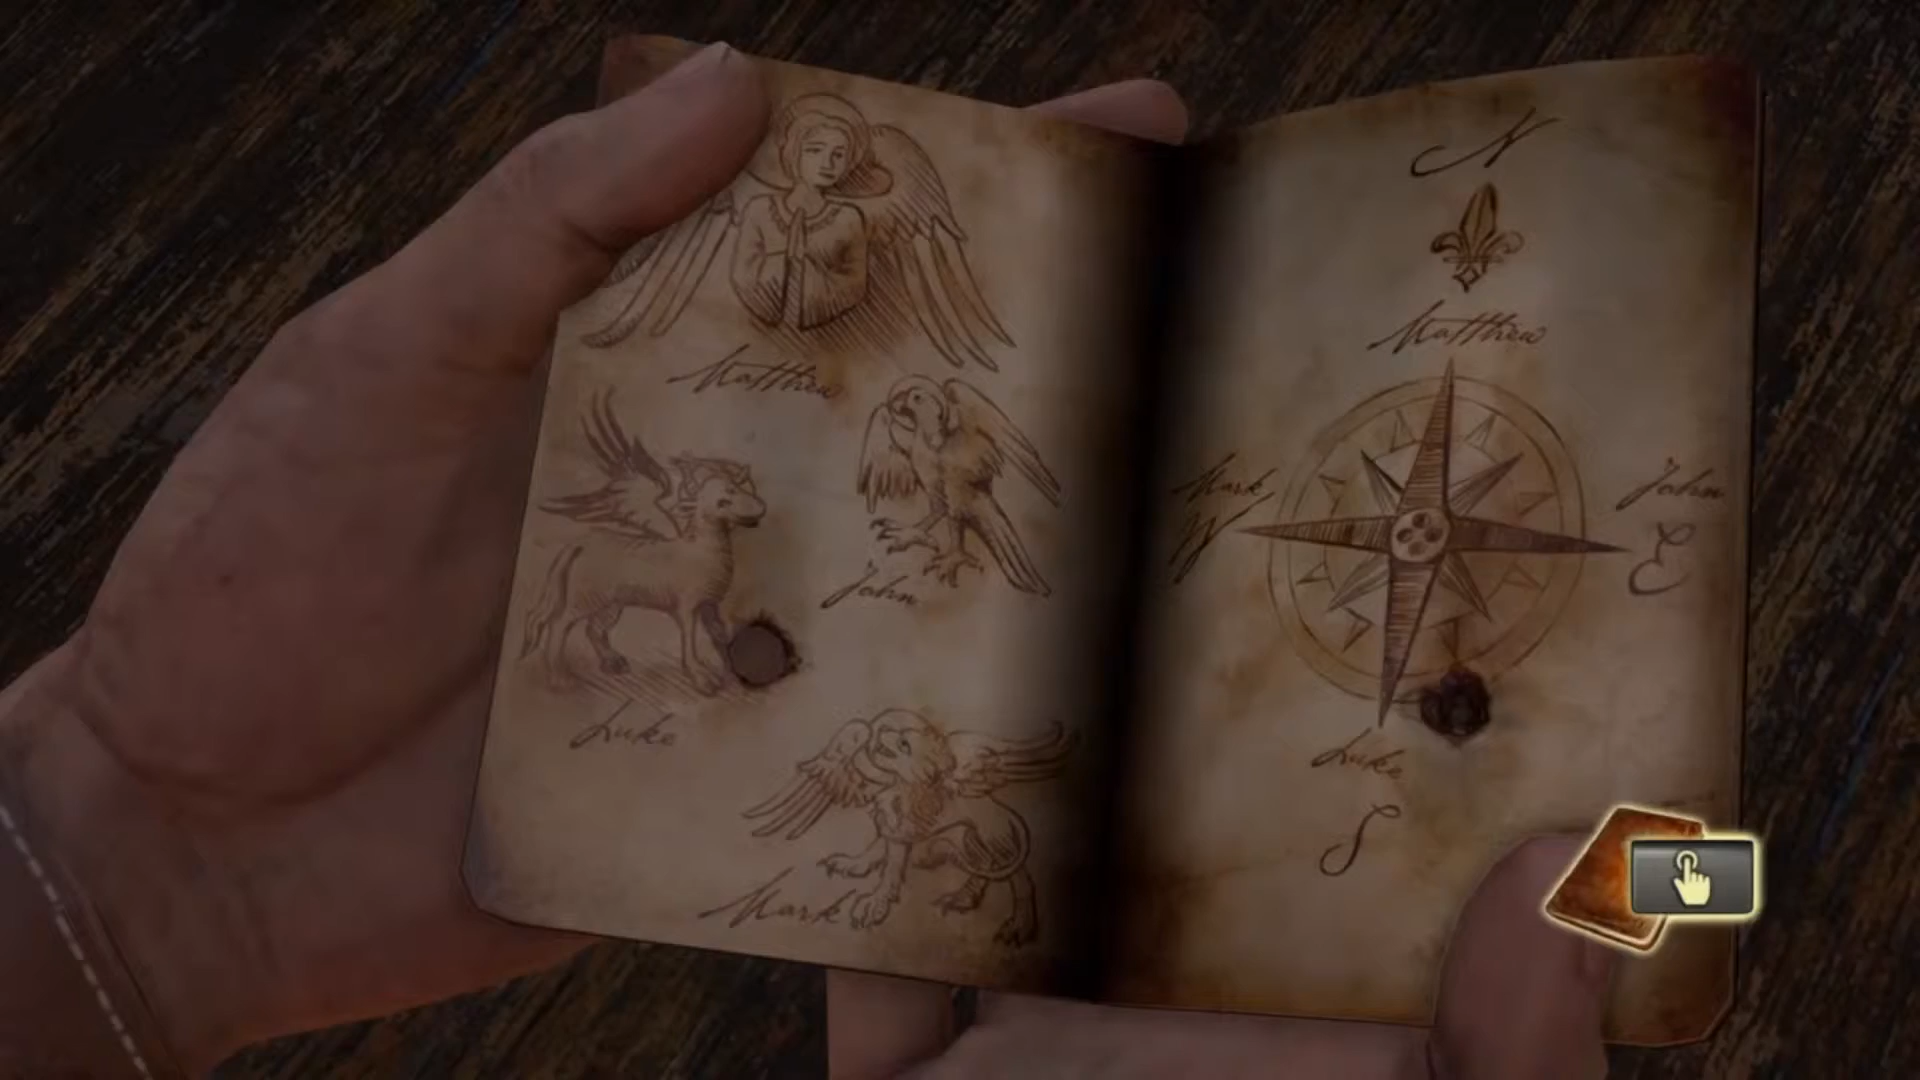 Matthew
John
Luke
Mark
N
Matthew
Mark
W
John
E
Luke
S